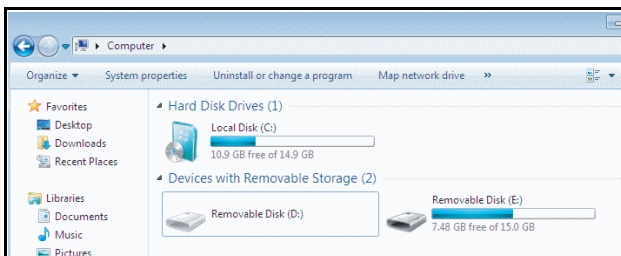 Computer
Organize System properties Uninstall or change a program Map network drive »
Favorites
Desktop
Downloads
Recent Places
Libraries
Documents
Music
Pictures
Hard Disk Drives (1)
Local Disk (C:)
10.9 GB free of 14.9 GB
Devices with Removable Storage (2)
Removable Disk (D:)
Removable Disk (E:)
7.48 GB free of 15.0 GB